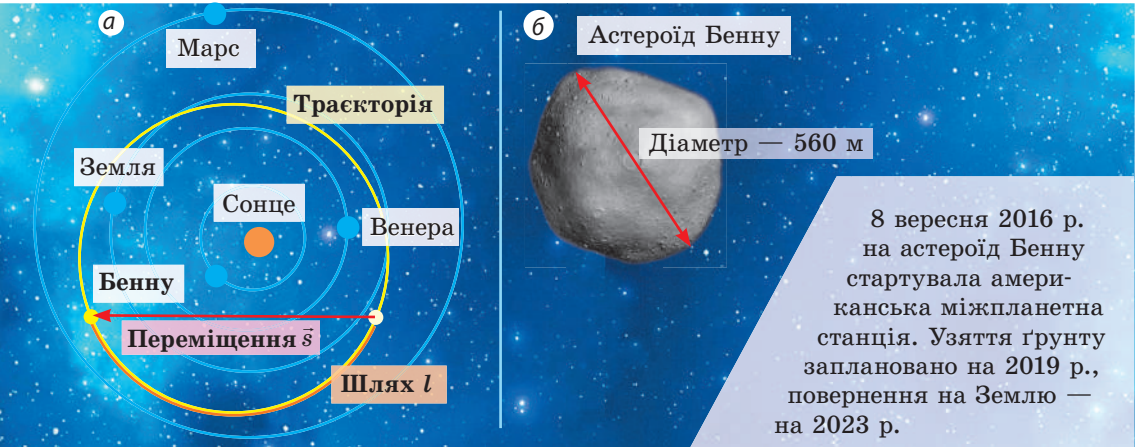 а
Марс
Траєкторія
Земля
Сонце
Венера
Бенну
Переміщення s⃗
Шлях l
б
Астероїд Бенну
Діаметр — 560 м
8 вересня 2016 р.
на астероїд Бенну
стартувала амери-
канська міжпланетна
станція. Узяття ґрунту
заплановано на 2019 р.,
повернення на Землю —
на 2023 р.